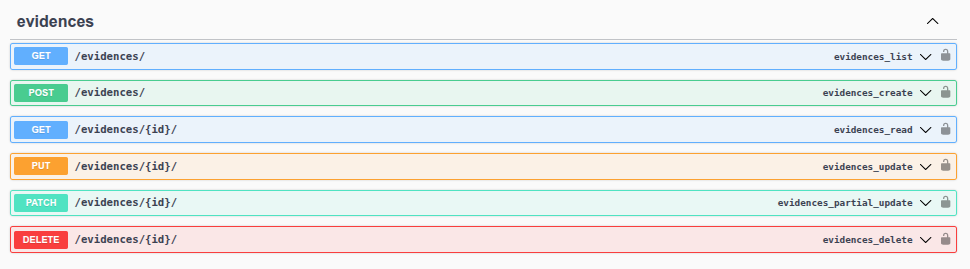 evidences
GET /evidences/ evidences_list
POST /evidences/ evidences_create
GET /evidences/{id}/ evidences_read
PUT /evidences/{id}/ evidences_update
PATCH /evidences/{id}/ evidences_partial_update
DELETE /evidences/{id}/ evidences_delete